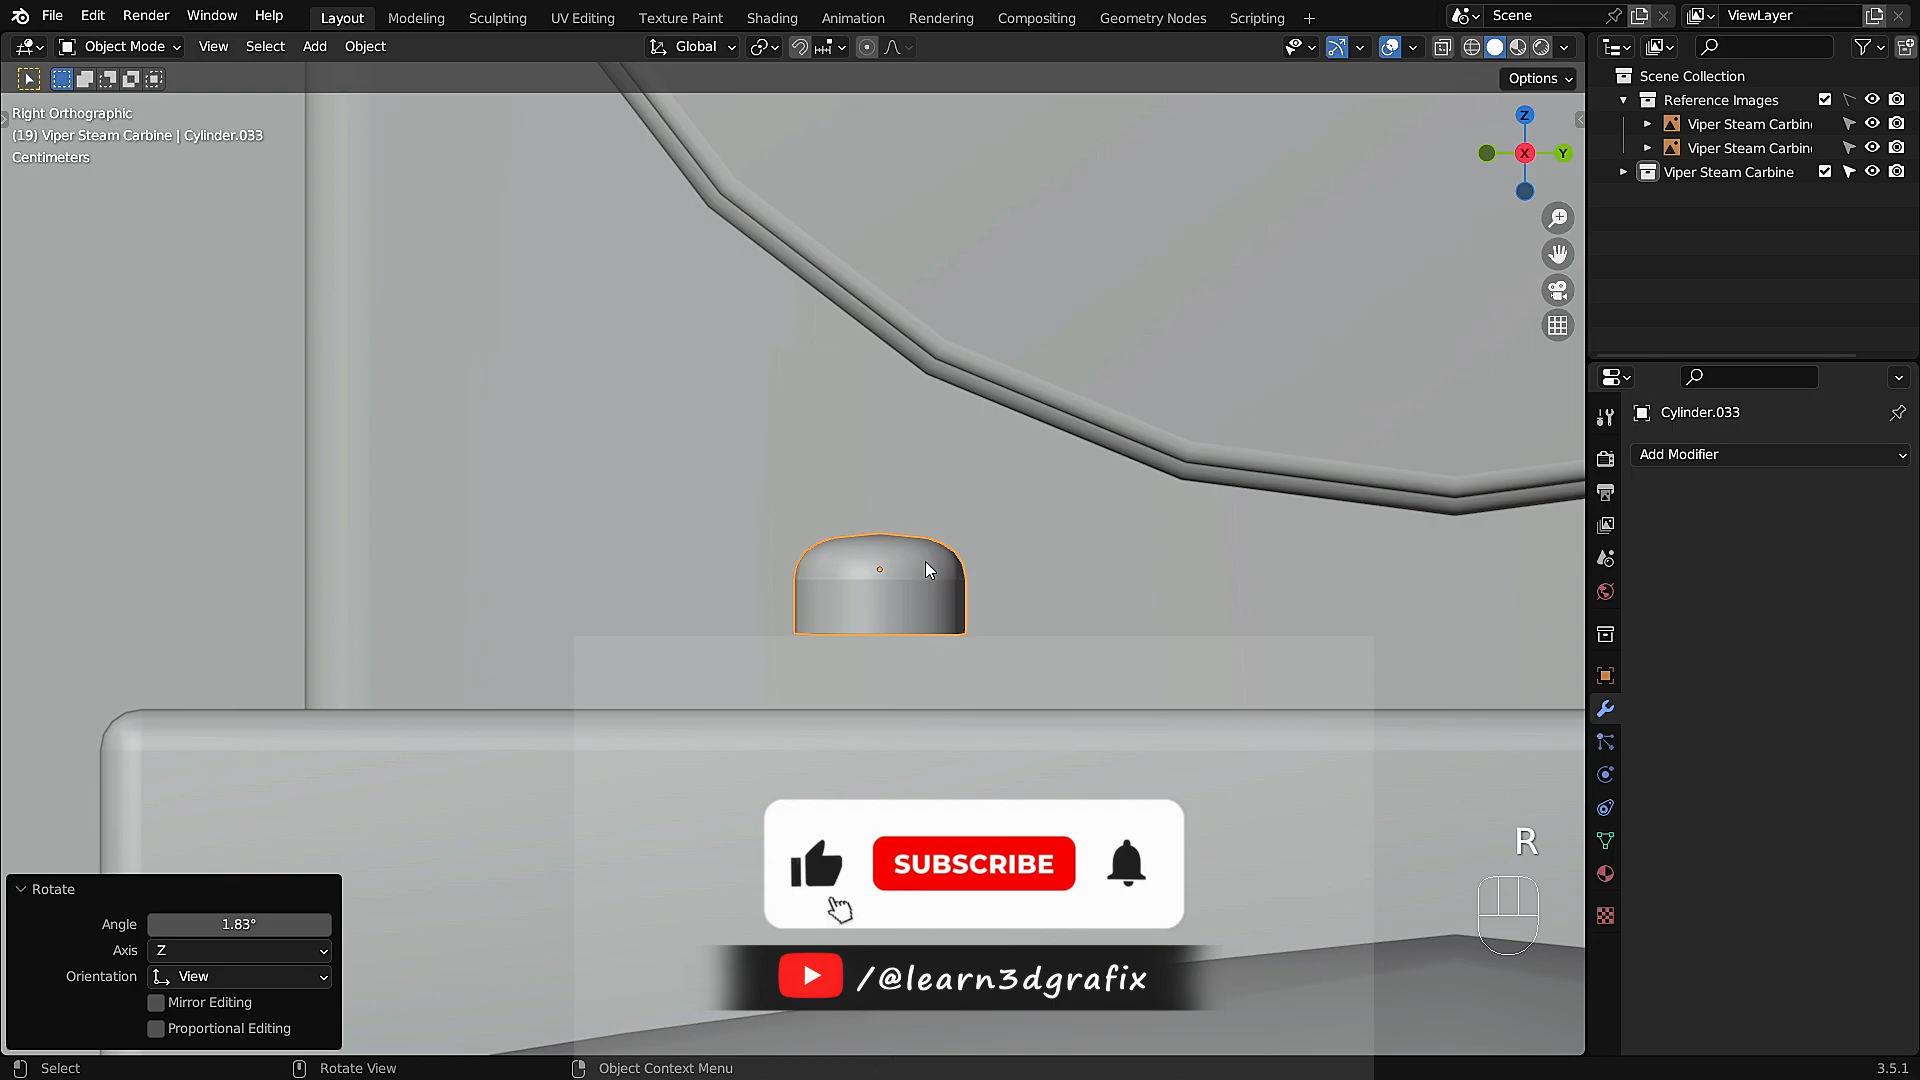 File Edit Render Window Help Layout Modeling Sculpting UV Editing Texture Paint Shading Animation Rendering Compositing Geometry Nodes Scripting + Scene ViewLayer
Object Mode View Select Add Object Global
Options
Right Orthographic
(19) Viper Steam Carbine | Cylinder.033
Centimeters
Z
X
Y
Scene Collection
Reference Images
Viper Steam Carbin
Viper Steam Carbin
Viper Steam Carbine
Cylinder.033
Add Modifier
SUBSCRIBE
/@learn3dgrafix
R
Rotate
Angle 1.83°
Axis Z
Orientation View
Mirror Editing
Proportional Editing
Select Rotate View Object Context Menu 3.5.1